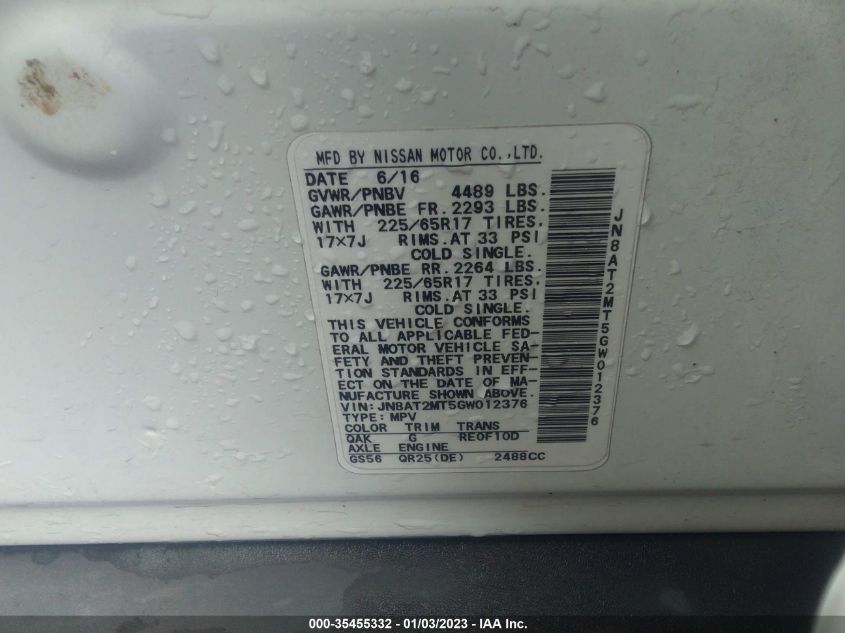 MFD BY NISSAN MOTOR CO.,LTD.
DATE 6/16
GVWR/PNBV 4489 LBS.
GAWR/PNBE FR. 2293 LBS.
WITH 225/65R17 TIRES.
17×7J RIMS.AT 33 PSI
COLD SINGLE.
GAWR/PNBE RR. 2264 LBS.
WITH 225/65R17 TIRES.
17×7J RIMS.AT 33 PSI
COLD SINGLE.
THIS VEHICLE CONFORMS
TO ALL APPLICABLE FED-
ERAL MOTOR VEHICLE SA-
FETY AND THEFT PREVEN-
TION STANDARDS IN EFF-
ECT ON THE DATE OF MA-
NUFACTURE SHOWN ABOVE.
VIN: JN8AT2MT5GW012376
TYPE: MPV
COLOR TRIM TRANS
QAK G RE0F10D
AXLE ENGINE
GS56 QR25(DE) 2488CC
JN8AT2MT5GW012376
000-35455332 - 01/03/2023 - © IAA Inc.